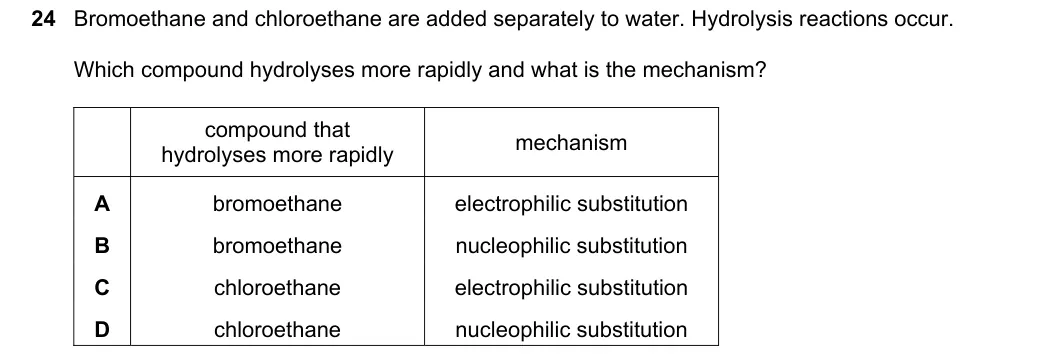 24 Bromoethane and chloroethane are added separately to water. Hydrolysis reactions occur.
Which compound hydrolyses more rapidly and what is the mechanism?
compound that
hydrolyses more rapidly
mechanism
A bromoethane electrophilic substitution
B bromoethane nucleophilic substitution
C chloroethane electrophilic substitution
D chloroethane nucleophilic substitution